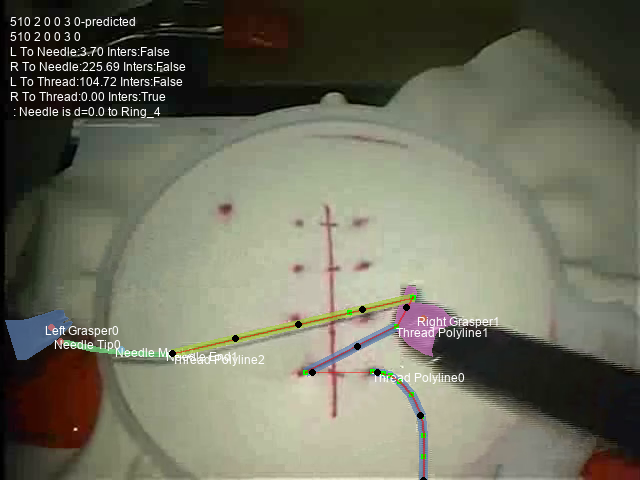 510 2 0 0 3 0-predicted
510 2 0 0 3 0
L To Needle:3.70 Inters:False
R To Needle:225.69 Inters:False
L To Thread:104.72 Inters:False
R To Thread:0.00 Inters:True
: Needle is d=0.0 to Ring_4
Left Grasper0
Right Grasper1
Thread Polyline1
Needle Tip0
Needle End1
Thread Polyline2
Thread Polyline0